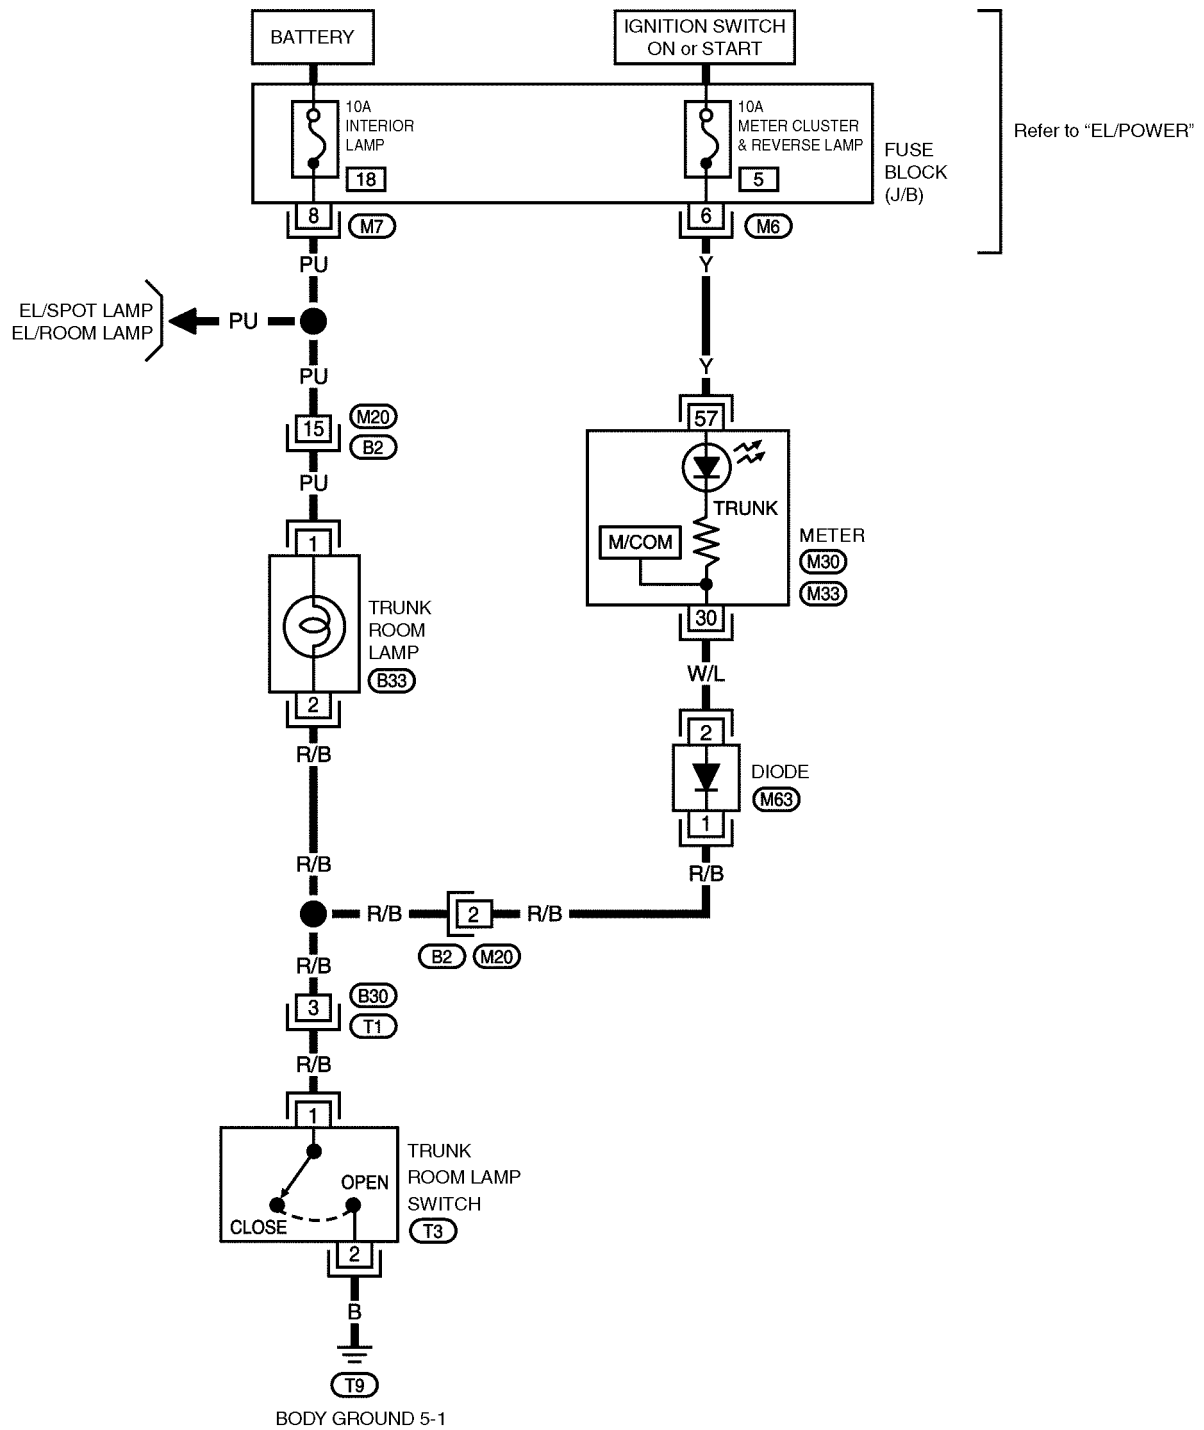 BATTERY
IGNITION SWITCH
ON or START
10A
INTERIOR
LAMP
18
10A
METER CLUSTER
& REVERSE LAMP
5
FUSE
BLOCK
(J/B)
Refer to “EL/POWER”
8
M7
6
M6
PU
Y
EL/SPOT LAMP
EL/ROOM LAMP
PU
PU
Y
15
M20
B2
57
PU
TRUNK
M/COM
METER
M30
M33
1
TRUNK
ROOM
LAMP
B33
2
30
W/L
R/B
2
DIODE
M63
1
R/B
R/B
R/B
2
R/B
B2
M20
R/B
3
B30
T1
R/B
1
TRUNK
ROOM LAMP
SWITCH
T3
OPEN
CLOSE
2
B
T9
BODY GROUND 5-1